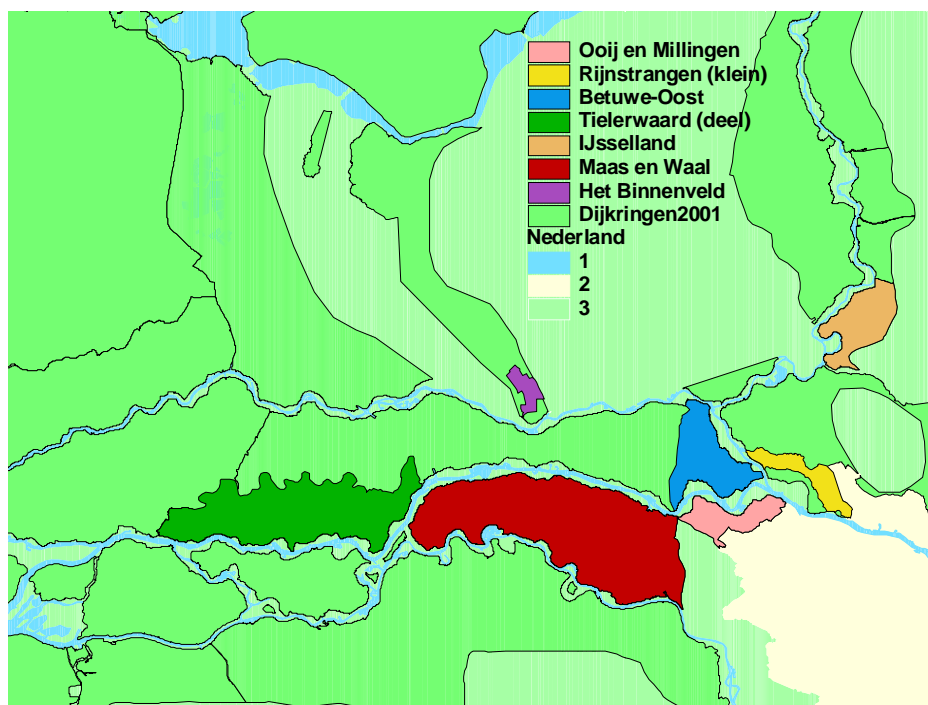 Ooij en Millingen
Rijnstrangen (klein)
Betuwe-Oost
Tielerwaard (deel)
IJsselland
Maas en Waal
Het Binnenveld
Dijkringen2001
Nederland
1
2
3